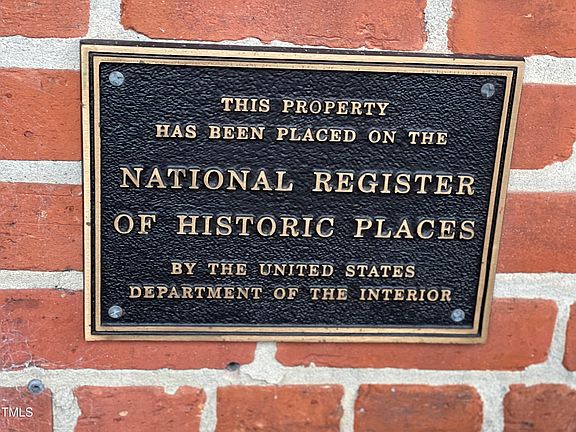 THIS PROPERTY
HAS BEEN PLACED ON THE
NATIONAL REGISTER
OF HISTORIC PLACES
BY THE UNITED STATES
DEPARTMENT OF THE INTERIOR
TMLS